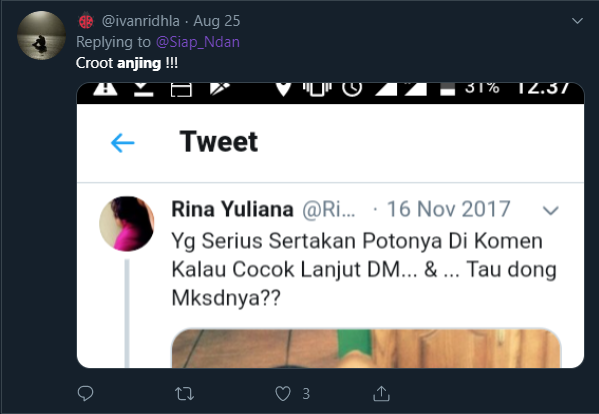 @ivanridhla · Aug 25
Replying to @Siap_Ndan
Croot anjing !!!
31% 12.37
Tweet
Rina Yuliana @Ri... · 16 Nov 2017
Yg Serius Sertakan Potonya Di Komen
Kalau Cocok Lanjut DM... & ... Tau dong
Mksdnya??
3